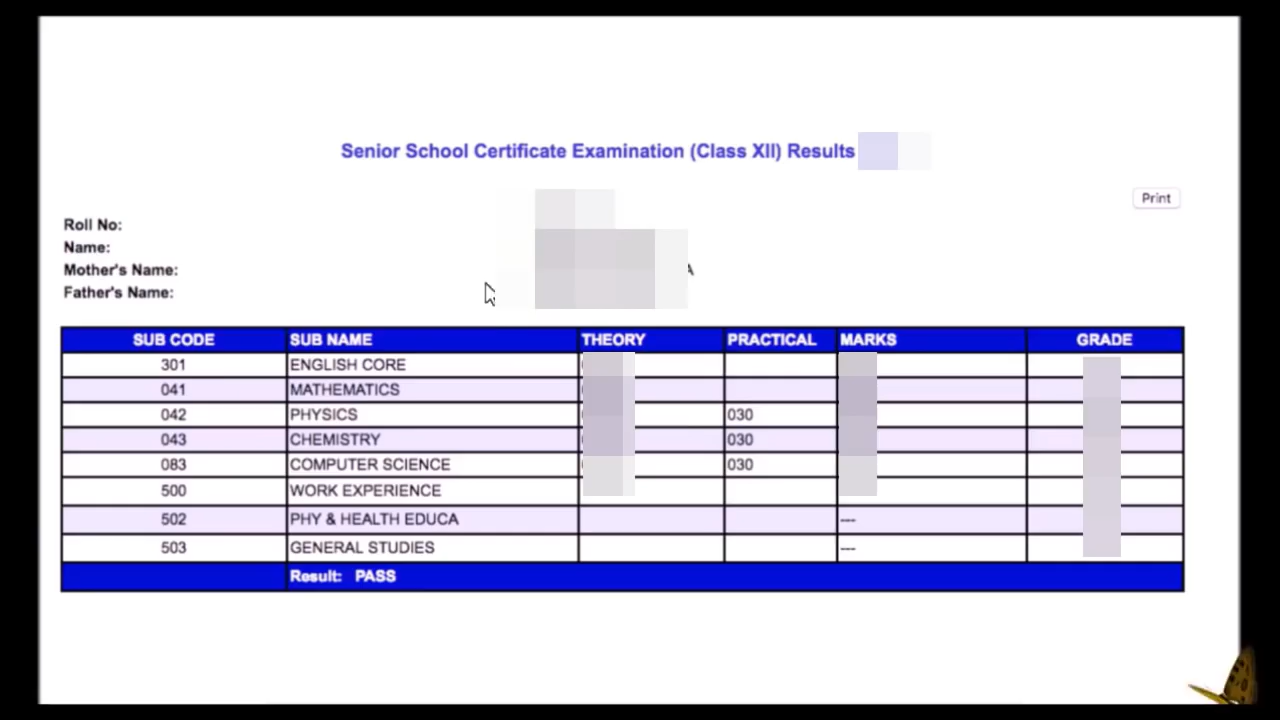 Senior School Certificate Examination (Class XII) Results
Print
Roll No:
Name:
Mother's Name:
Father's Name:
SUB CODE SUB NAME THEORY PRACTICAL MARKS GRADE
301 ENGLISH CORE
041 MATHEMATICS
042 PHYSICS 030
043 CHEMISTRY 030
083 COMPUTER SCIENCE 030
500 WORK EXPERIENCE
502 PHY & HEALTH EDUCA ---
503 GENERAL STUDIES ---
Result: PASS